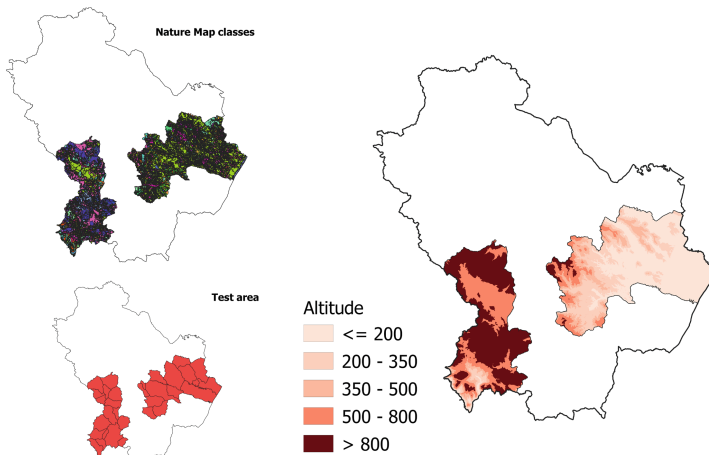 Nature Map classes
Test area
Altitude
<= 200
200 - 350
350 - 500
500 - 800
> 800